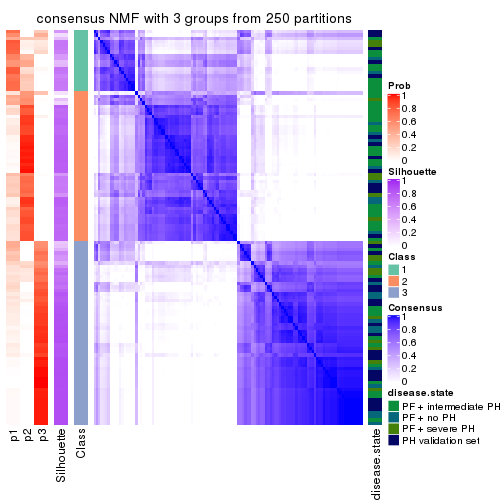 consensus NMF with 3 groups from 250 partitions
Prob
1
0.8
0.6
0.4
0.2
0
Silhouette
1
0.8
0.6
0.4
0.2
0
Class
1
2
3
Consensus
1
0.8
0.6
0.4
0.2
0
disease.state
PF + intermediate PH
PF + no PH
PF + severe PH
PH validation set
p1
p2
p3
Silhouette
Class
disease.state